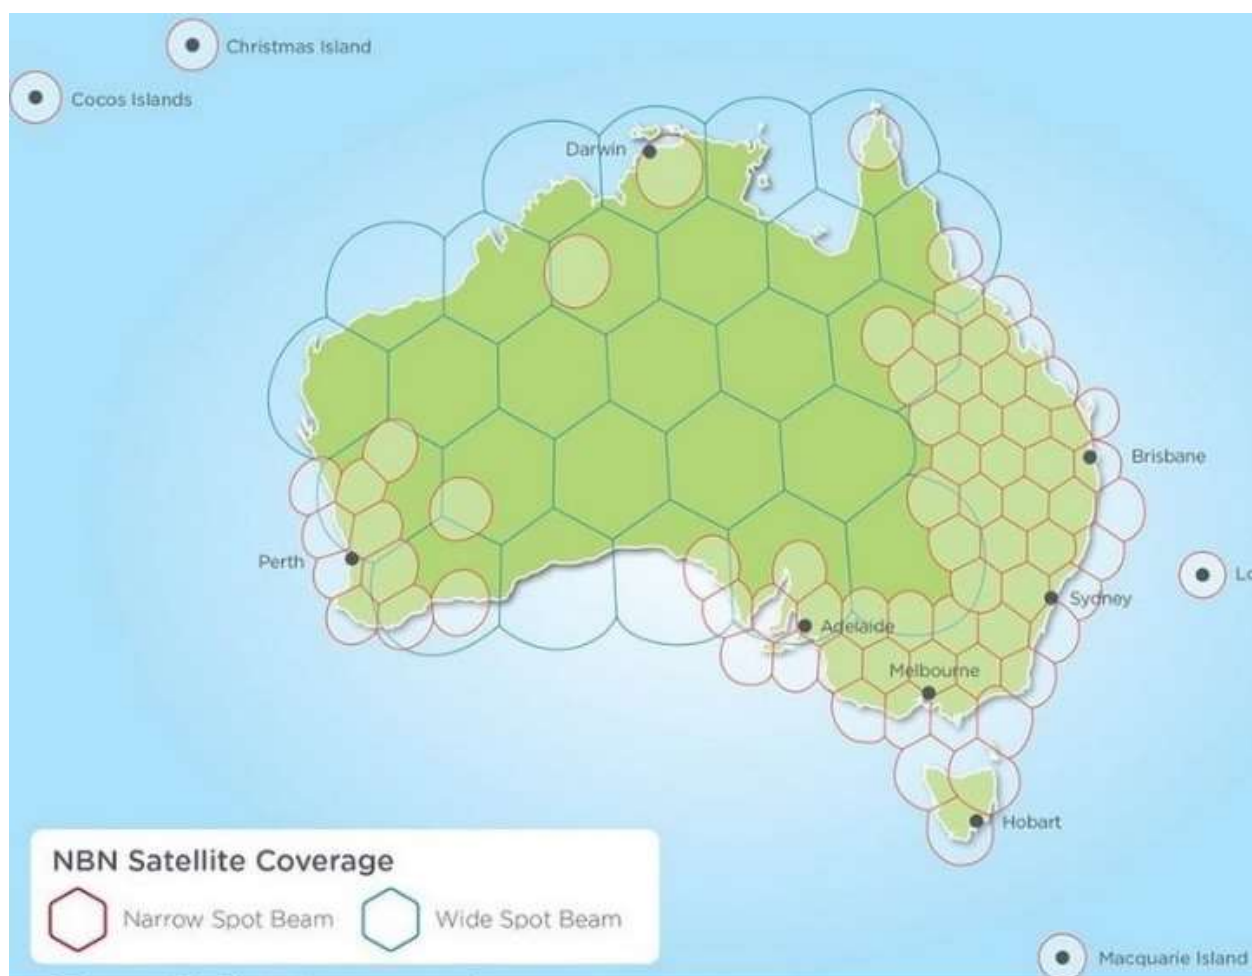 Christmas Island
Cocos Islands
Darwin
Brisbane
Perth
Lo
Sydney
Adelaide
Melbourne
Hobart
NBN Satellite Coverage
Narrow Spot Beam
Wide Spot Beam
Macquarie Island